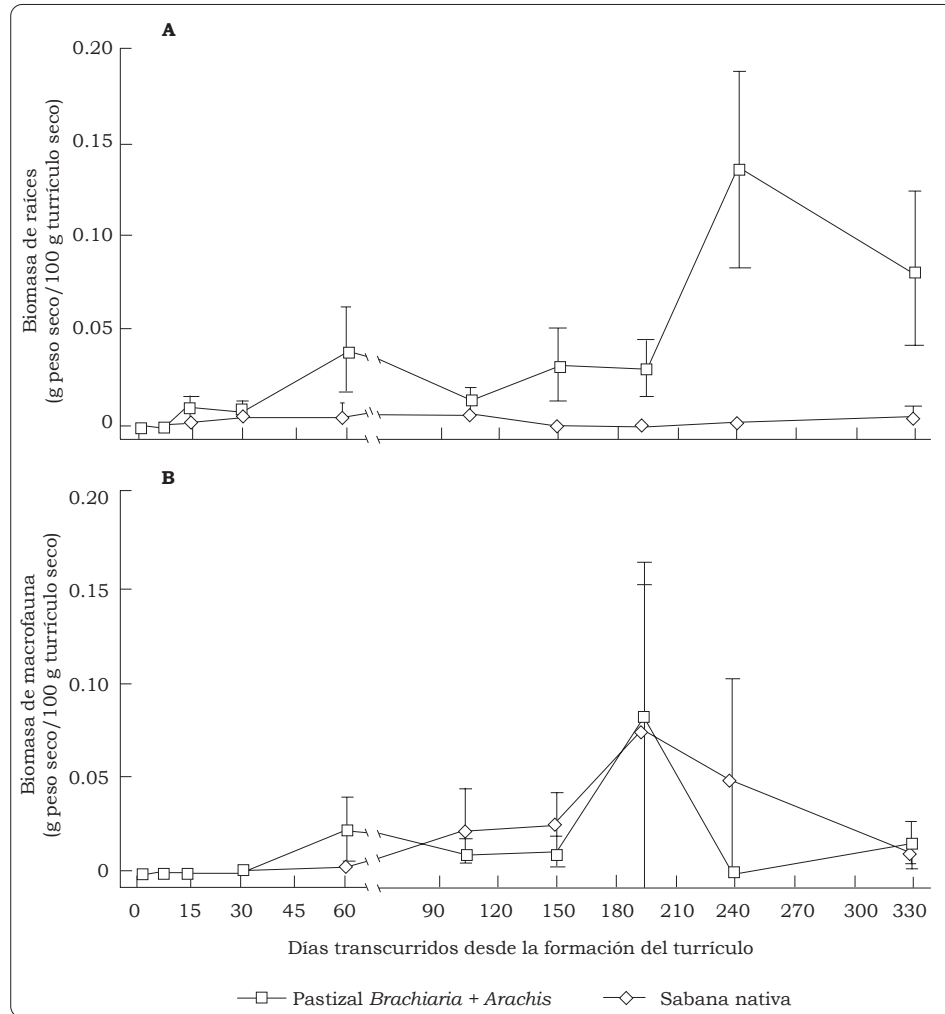 A
0.20
0.15
0.10
0.05
0
Biomasa de raíces
(g peso seco/100 g turrículo seco)
B
0.20
0.15
0.10
0.05
0
Biomasa de macrofauna
(g peso seco/100 g turrículo seco)
0 15 30 45 60 90 120 150 180 210 240 270 300 330
Días transcurridos desde la formación del turrículo
Pastizal Brachiaria + Arachis Sabana nativa